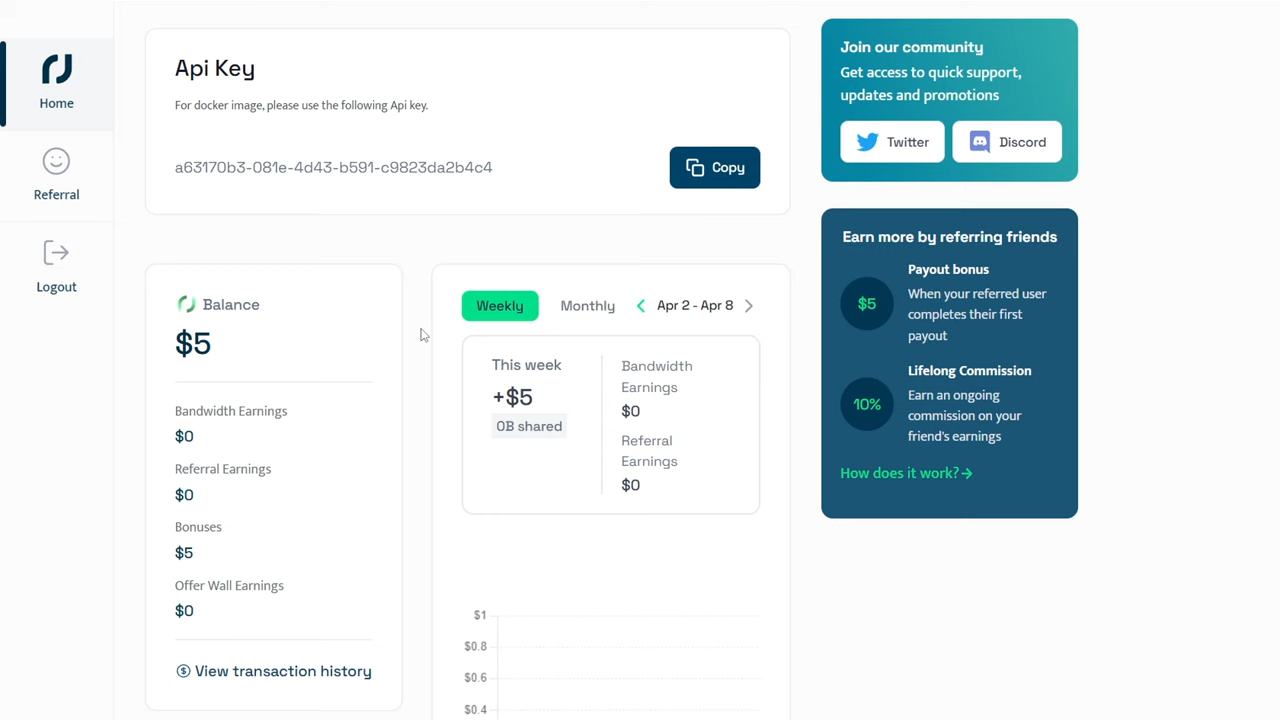 Home
Referral
Logout
Api Key
For docker image, please use the following Api key.
a63170b3-081e-4d43-b591-c9823da2b4c4
Copy
Balance
$5
Bandwidth Earnings
$0
Referral Earnings
$0
Bonuses
$5
Offer Wall Earnings
$0
View transaction history
Weekly
Monthly
Apr 2 - Apr 8
This week
+$5
0B shared
Bandwidth
Earnings
$0
Referral
Earnings
$0
$1
$0.8
$0.6
$0.4
Join our community
Get access to quick support,
updates and promotions
Twitter
Discord
Earn more by referring friends
$5
Payout bonus
When your referred user
completes their first
payout
10%
Lifelong Commission
Earn an ongoing
commission on your
friend's earnings
How does it work?